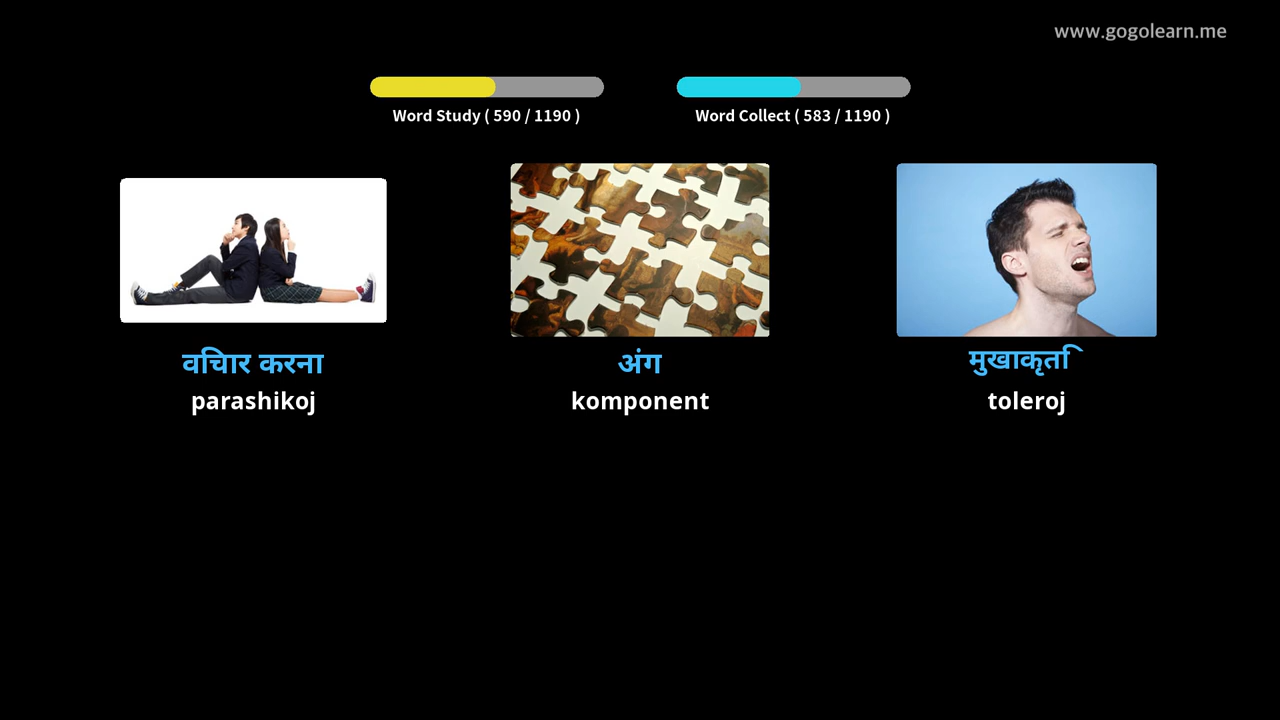 www.gogolearn.me
Word Study ( 590 / 1190 )
Word Collect ( 583 / 1190 )
विचार करना
अंग
मुखाकृति
parashikoj
komponent
toleroj